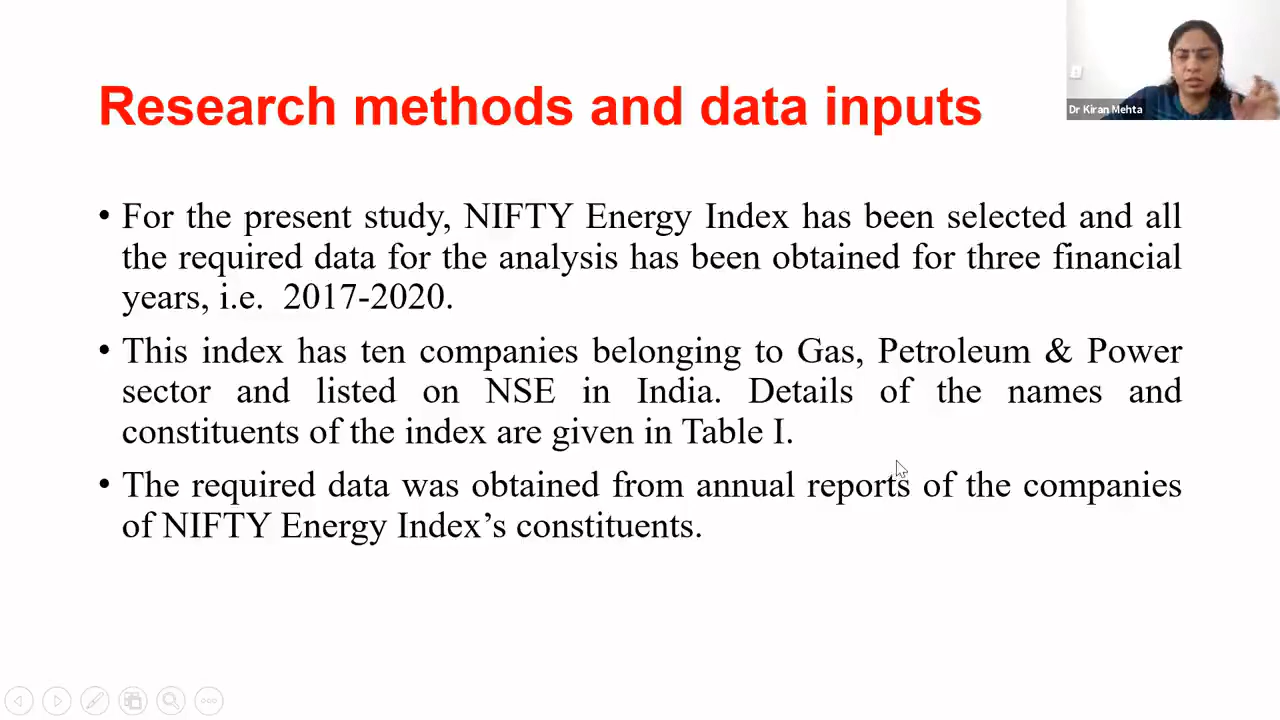 Research methods and data inputs
Dr Kiran Mehta
• For the present study, NIFTY Energy Index has been selected and all
the required data for the analysis has been obtained for three financial
years, i.e.  2017-2020.
• This index has ten companies belonging to Gas, Petroleum & Power
sector and listed on NSE in India. Details of the names and
constituents of the index are given in Table I.
• The required data was obtained from annual reports of the companies
of NIFTY Energy Index’s constituents.